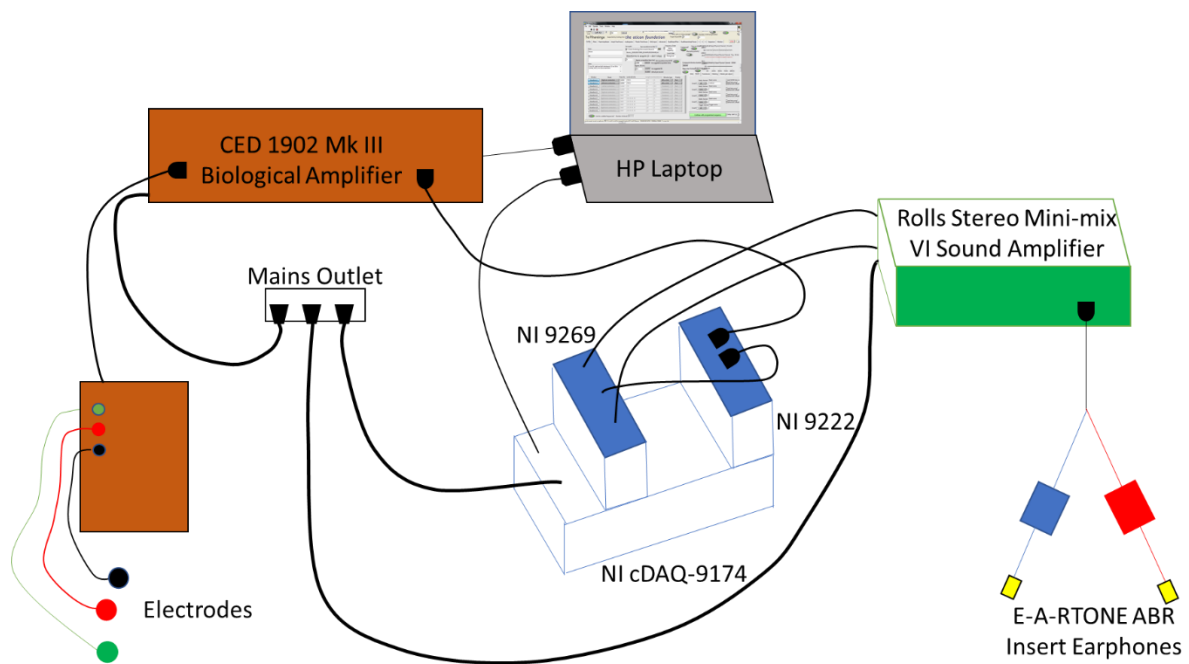 CED 1902 Mk III
Biological Amplifier
HP Laptop
Rolls Stereo Mini-mix
VI Sound Amplifier
Mains Outlet
NI 9269
NI 9222
NI cDAQ-9174
Electrodes
E-A-RTONE ABR
Insert Earphones